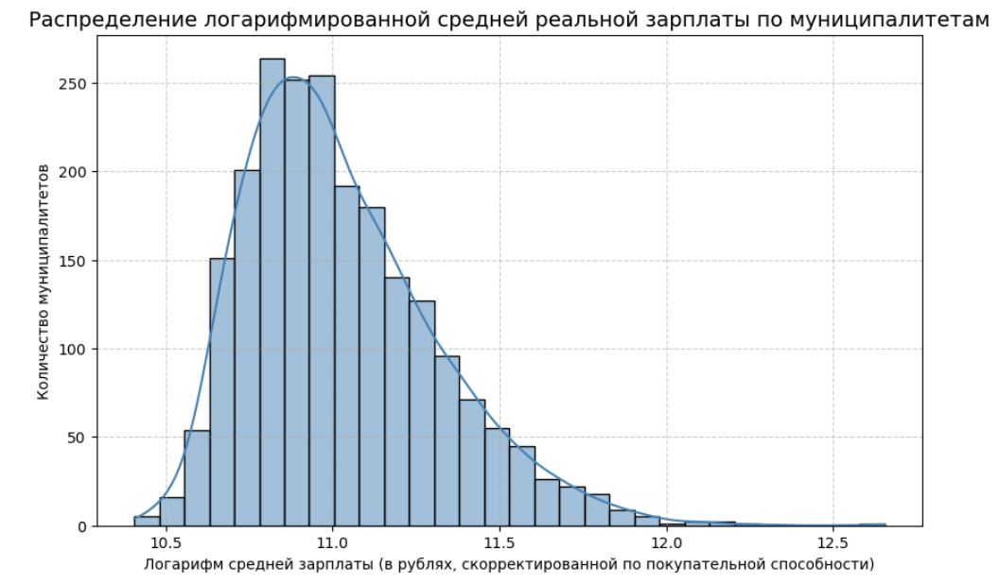 Распределение логарифмированной средней реальной зарплаты по муниципалитетам
Количество муниципалитетов
250
200
150
100
50
0
10.5 11.0 11.5 12.0 12.5
Логарифм средней зарплаты (в рублях, скорректированной по покупательной способности)